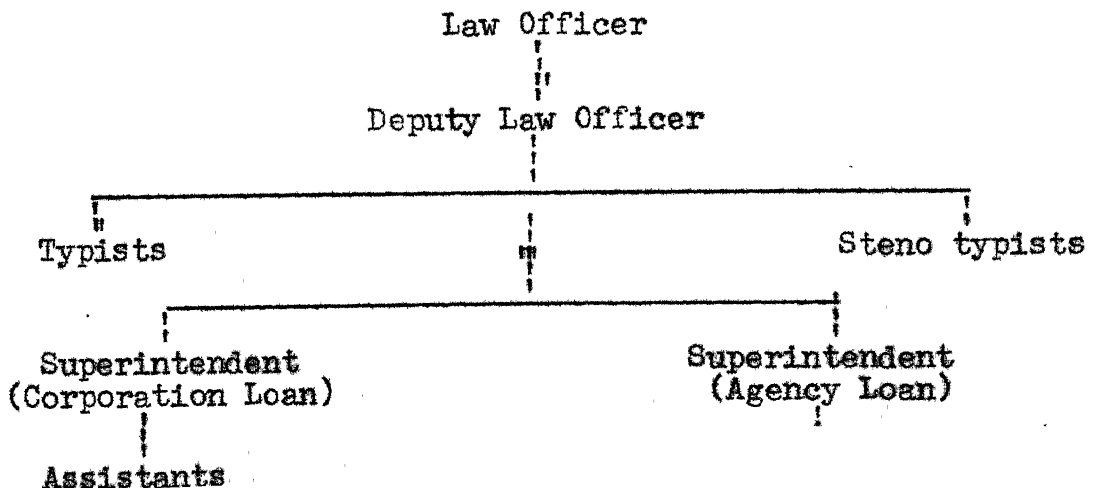 Law Officer
Deputy Law Officer
Typists
Steno typists
Superintendent
(Corporation Loan)
Superintendent
(Agency Loan)
Assistants